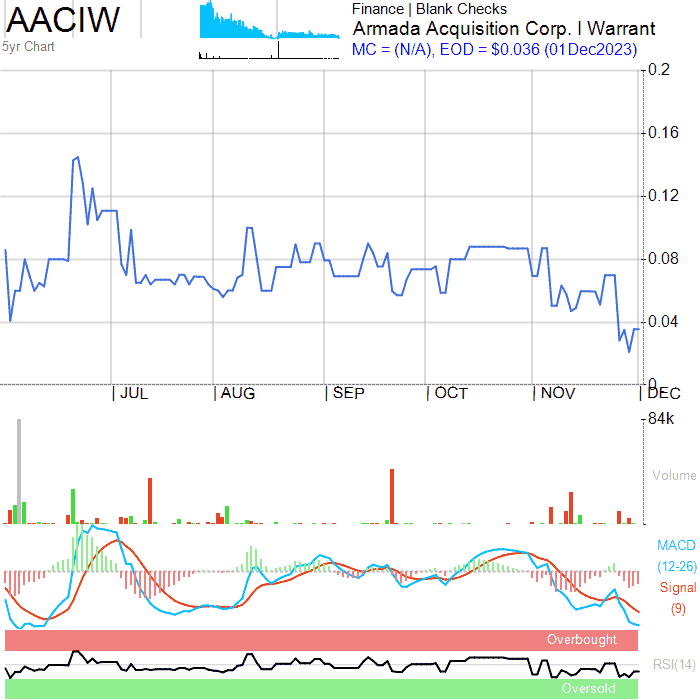 AACIW
5yr Chart
Finance | Blank Checks
Armada Acquisition Corp. I Warrant
MC = (N/A), EOD = $0.036 (01Dec2023)
0.2
0.16
0.12
0.08
0.04
0
JUL AUG SEP OCT NOV DEC
84k
Volume
MACD
(12-26)
Signal
(9)
Overbought
RSI(14)
Oversold